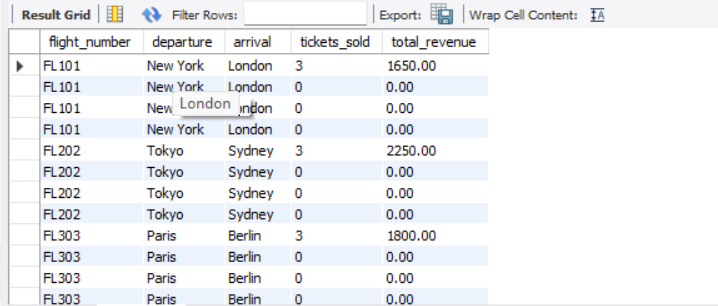 Result Grid Filter Rows: Export: Wrap Cell Content:
flight_number departure arrival tickets_sold total_revenue
FL101 New York London 3 1650.00
FL101 New York London 0 0.00
London
FL101 New London 0 0.00
FL101 New York London 0 0.00
FL202 Tokyo Sydney 3 2250.00
FL202 Tokyo Sydney 0 0.00
FL202 Tokyo Sydney 0 0.00
FL202 Tokyo Sydney 0 0.00
FL303 Paris Berlin 3 1800.00
FL303 Paris Berlin 0 0.00
FL303 Paris Berlin 0 0.00
FL303 Paris Berlin 0 0.00